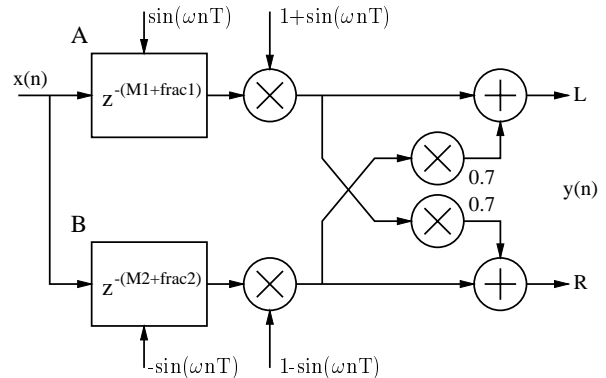 sin(ωnT) 1+sin(ωnT)
A
x(n)
z-(M1+frac1)
L
0.7
0.7
y(n)
B
z-(M2+frac2)
R
-sin(ωnT) 1-sin(ωnT)